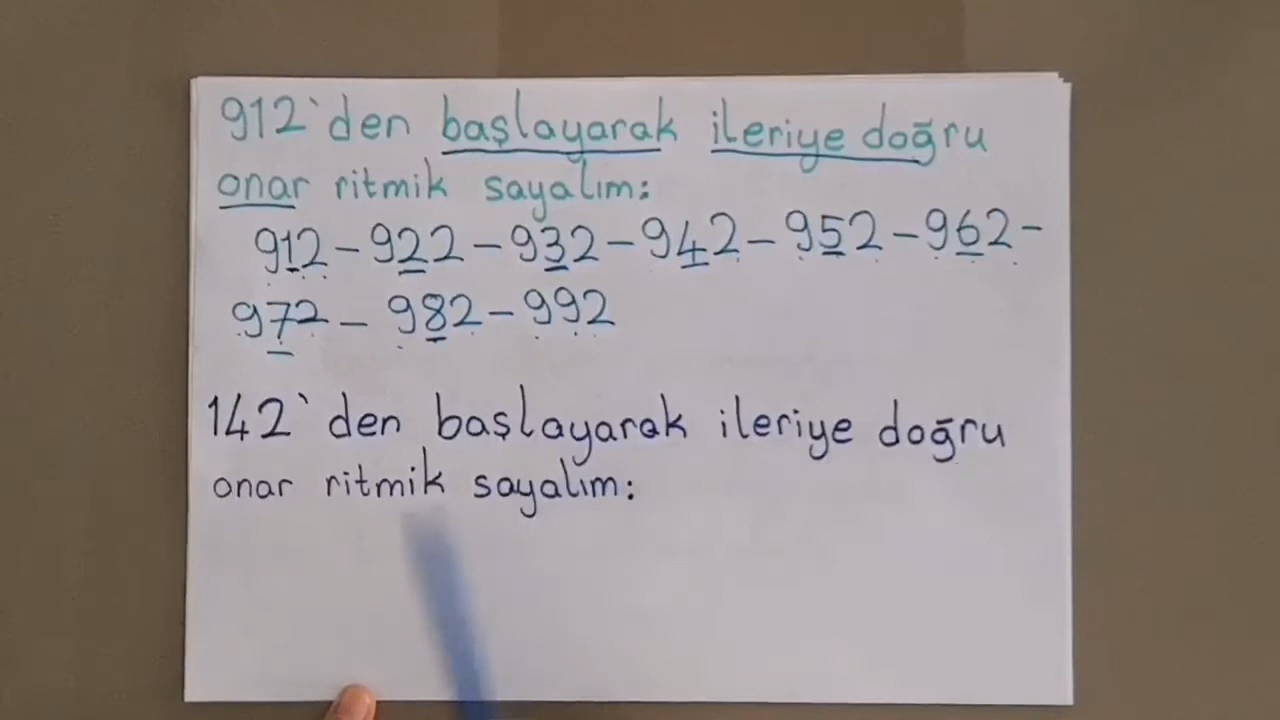 912`den başlayarak ileriye doğru
onar ritmik sayalım:
912 - 922 - 932 - 942 - 952 - 962 -
972 - 982 - 992
142`den başlayarak ileriye doğru
onar ritmik sayalım: